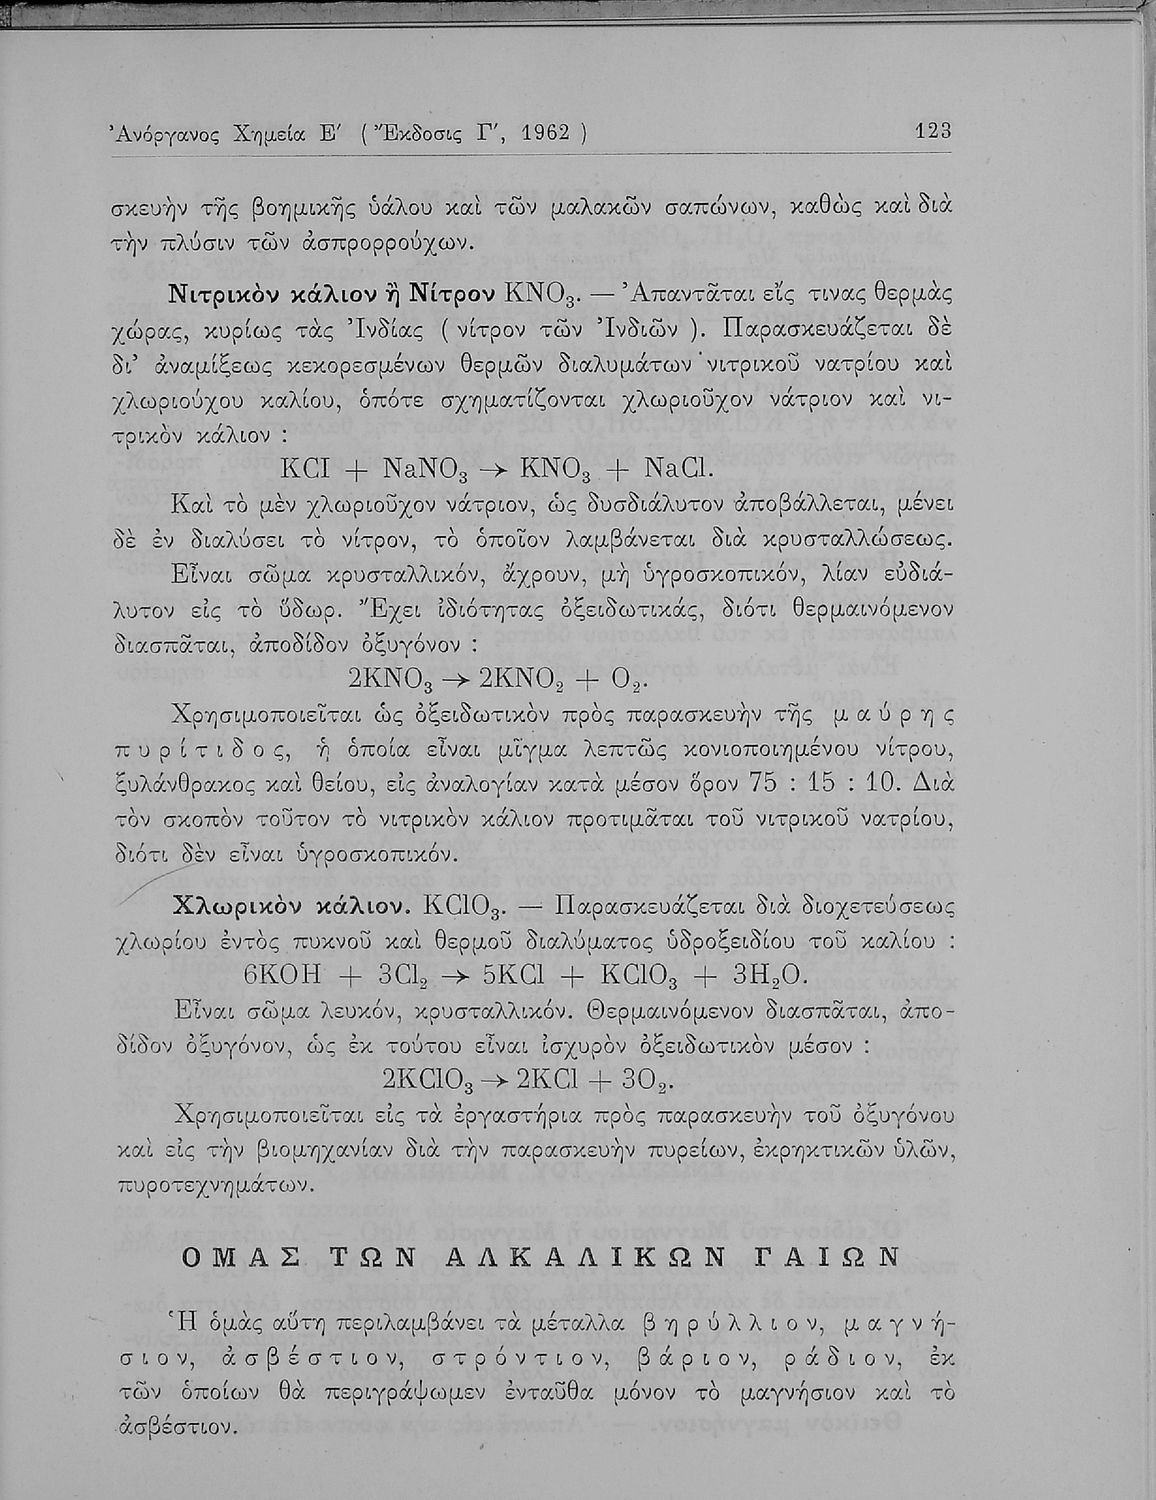 Ἀνόργανος Χημεία Ε′ ( Ἔκδοσις Γ′, 1962 ) 123
σκευὴν τῆς βοημικῆς ὑάλου καὶ τῶν μαλακῶν σαπώνων, καθὼς καὶ διὰ
τὴν πλύσιν τῶν ἀσπρορρούχων.
Νιτρικὸν κάλιον ἢ Νίτρον KNO₃. — Ἀπαντᾶται εἴς τινας θερμὰς
χώρας, κυρίως τὰς Ἰνδίας ( νίτρον τῶν Ἰνδιῶν ). Παρασκευάζεται δὲ
δι’ ἀναμίξεως κεκορεσμένων θερμῶν διαλυμάτων νιτρικοῦ νατρίου καὶ
χλωριούχου καλίου, ὁπότε σχηματίζονται χλωριοῦχον νάτριον καὶ νι-
τρικὸν κάλιον :
KCI + NaNO₃ → KNO₃ + NaCl.
Καὶ τὸ μὲν χλωριοῦχον νάτριον, ὡς δυσδιάλυτον ἀποβάλλεται, μένει
δὲ ἐν διαλύσει τὸ νίτρον, τὸ ὁποῖον λαμβάνεται διὰ κρυσταλλώσεως.
Εἶναι σῶμα κρυσταλλικόν, ἄχρουν, μὴ ὑγροσκοπικόν, λίαν εὐδιά-
λυτον εἰς τὸ ὕδωρ. Ἔχει ἰδιότητας ὀξειδωτικάς, διότι θερμαινόμενον
διασπᾶται, ἀποδίδον ὀξυγόνον :
2KNO₃ → 2KNO₂ + O₂.
Χρησιμοποιεῖται ὡς ὀξειδωτικὸν πρὸς παρασκευὴν τῆς μαύρης
πυρίτιδος, ἡ ὁποία εἶναι μῖγμα λεπτῶς κονιοποιημένου νίτρου,
ξυλάνθρακος καὶ θείου, εἰς ἀναλογίαν κατὰ μέσον ὅρον 75 : 15 : 10. Διὰ
τὸν σκοπὸν τοῦτον τὸ νιτρικὸν κάλιον προτιμᾶται τοῦ νιτρικοῦ νατρίου,
διότι δὲν εἶναι ὑγροσκοπικόν.
Χλωρικὸν κάλιον. KClO₃. — Παρασκευάζεται διὰ διοχετεύσεως
χλωρίου ἐντὸς πυκνοῦ καὶ θερμοῦ διαλύματος ὑδροξειδίου τοῦ καλίου :
6KOH + 3Cl₂ → 5KCl + KClO₃ + 3H₂O.
Εἶναι σῶμα λευκόν, κρυσταλλικόν. Θερμαινόμενον διασπᾶται, ἀπο-
δίδον ὀξυγόνον, ὡς ἐκ τούτου εἶναι ἰσχυρὸν ὀξειδωτικὸν μέσον :
2KClO₃ → 2KCl + 3O₂.
Χρησιμοποιεῖται εἰς τὰ ἐργαστήρια πρὸς παρασκευὴν τοῦ ὀξυγόνου
καὶ εἰς τὴν βιομηχανίαν διὰ τὴν παρασκευὴν πυρείων, ἐκρηκτικῶν ὑλῶν,
πυροτεχνημάτων.
ΟΜΑΣ ΤΩΝ ΑΛΚΑΛΙΚΩΝ ΓΑΙΩΝ
Ἡ ὁμὰς αὕτη περιλαμβάνει τὰ μέταλλα βηρύλλιον, μαγνή-
σιον, ἀσβέστιον, στρόντιον, βάριον, ράδιον, ἐκ
τῶν ὁποίων θὰ περιγράψωμεν ἐνταῦθα μόνον τὸ μαγνήσιον καὶ τὸ
ἀσβέστιον.